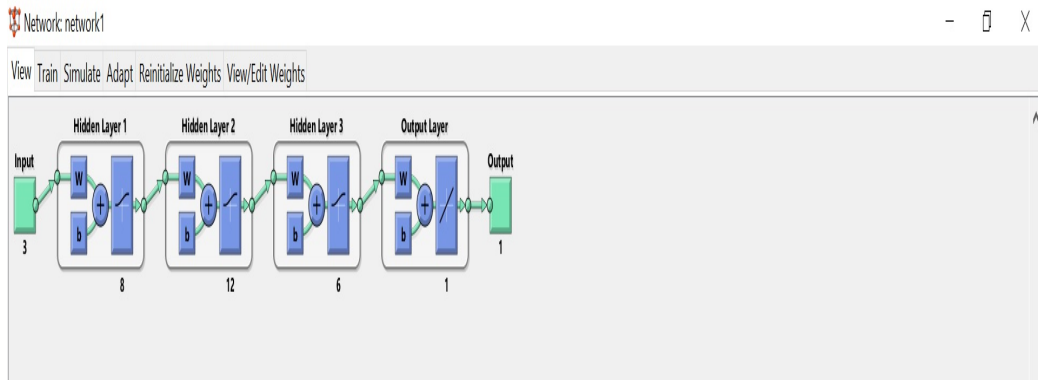 Network: network1
View Train Simulate Adapt Reinitialize Weights View/Edit Weights
Hidden Layer 1 Hidden Layer 2 Hidden Layer 3 Output Layer
Input Output
W W W W
+ + + +
b b b b
3 1
8 12 6 1